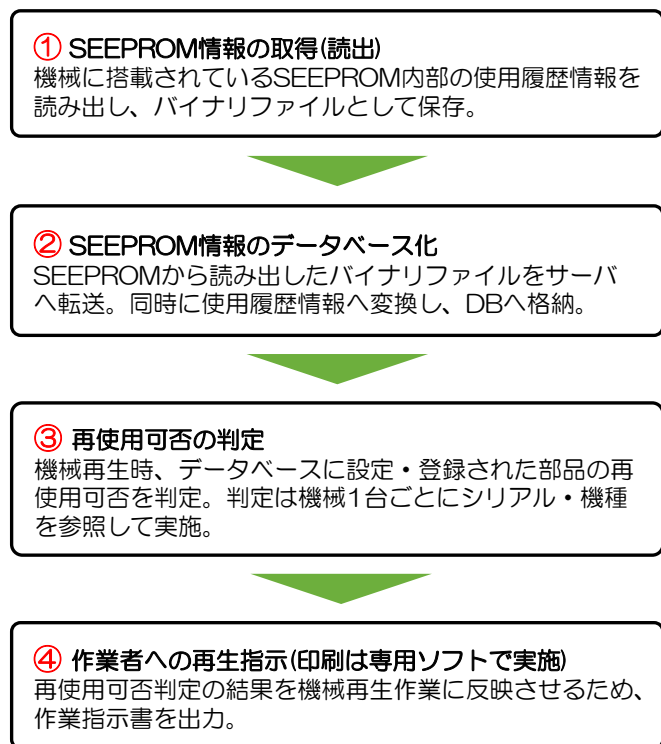 ① SEEPROM情報の取得(読出)
機械に搭載されているSEEPROM内部の使用履歴情報を
読み出し、バイナリファイルとして保存。
② SEEPROM情報のデータベース化
SEEPROMから読み出したバイナリファイルをサーバ
へ転送。同時に使用履歴情報へ変換し、DBへ格納。
③ 再使用可否の判定
機械再生時、データベースに設定・登録された部品の再
使用可否を判定。判定は機械1台ごとにシリアル・機種
を参照して実施。
④ 作業者への再生指示(印刷は専用ソフトで実施)
再使用可否判定の結果を機械再生作業に反映させるため、
作業指示書を出力。